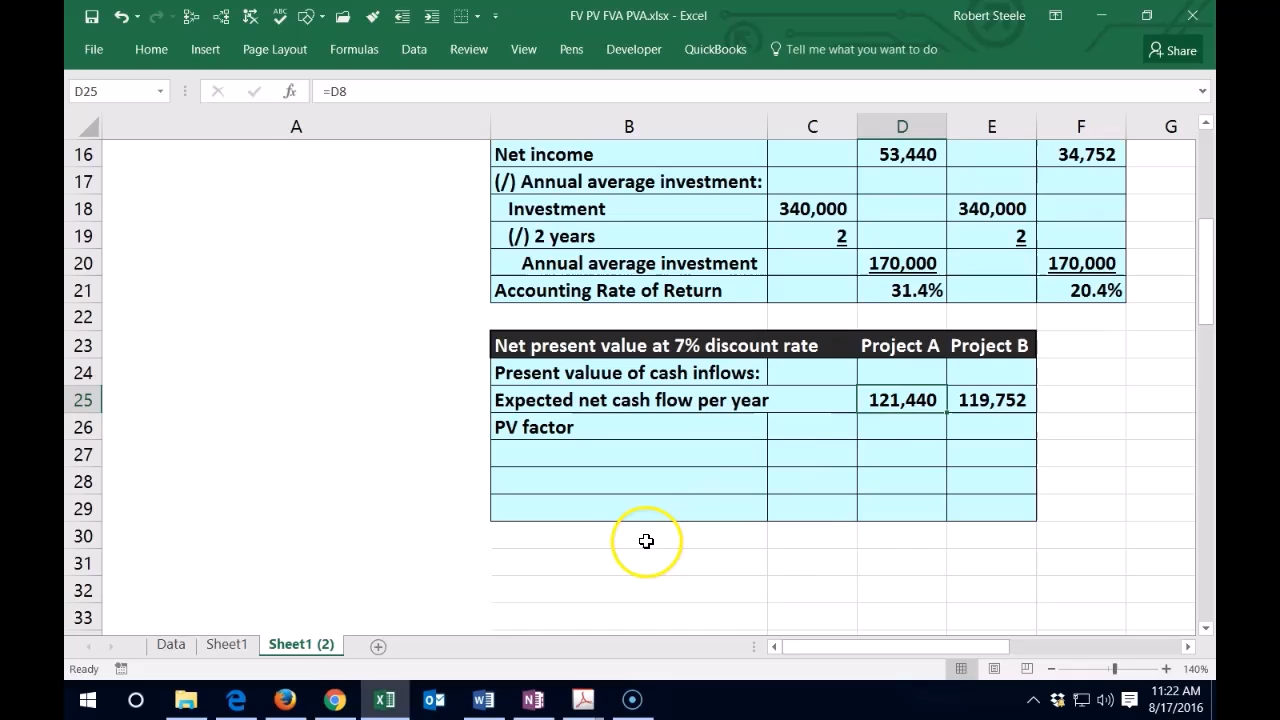 FV PV FVA PVA.xlsx - Excel
Robert Steele
File Home Insert Page Layout Formulas Data Review View Pens Developer QuickBooks Tell me what you want to do Share
D25 fx =D8
A B C D E F G
16 Net income 53,440 34,752
17 (/) Annual average investment:
18 Investment 340,000 340,000
19 (/) 2 years 2 2
20 Annual average investment 170,000 170,000
21 Accounting Rate of Return 31.4% 20.4%
22
23 Net present value at 7% discount rate Project A Project B
24 Present valuue of cash inflows:
25 Expected net cash flow per year 121,440 119,752
26 PV factor
27
28
29
30
31
32
33
Data Sheet1 Sheet1 (2)
Ready 140%
11:22 AM
8/17/2016